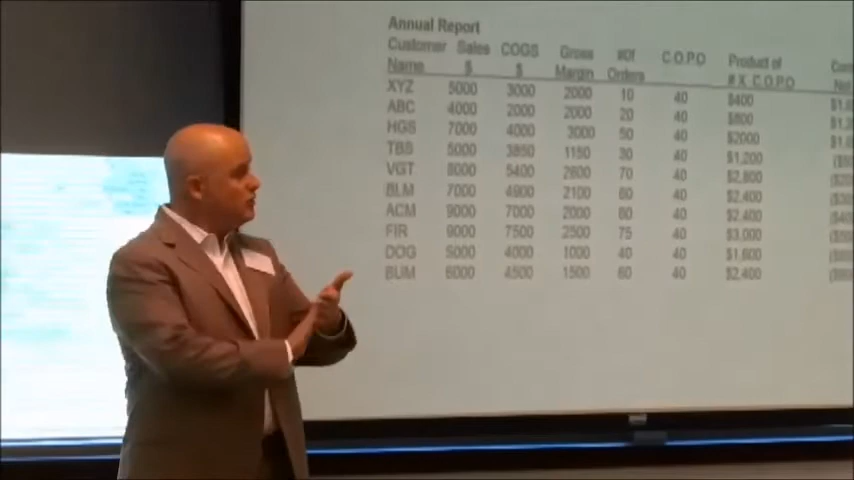 Annual Report
Customer Sales COGS Gross #of C.O.P.O Product of
Name $ $ Margin Orders # X C.O P.O
XYZ 5000 3000 2000 10 40 $400
ABC 4000 2000 2000 20 40 $800
HGS 7000 4000 3000 50 40 $2000
TBS 5000 3850 1150 30 40 $1,200
VGT 8000 5400 2600 70 40 $2,800
BLM 7000 4900 2100 60 40 $2,400
ACM 9000 7000 2000 60 40 $2,400
FIR 9000 7500 2500 75 40 $3,000
DOG 5000 4000 1000 40 40 $1,600
BUM 6000 4500 1500 60 40 $2,400